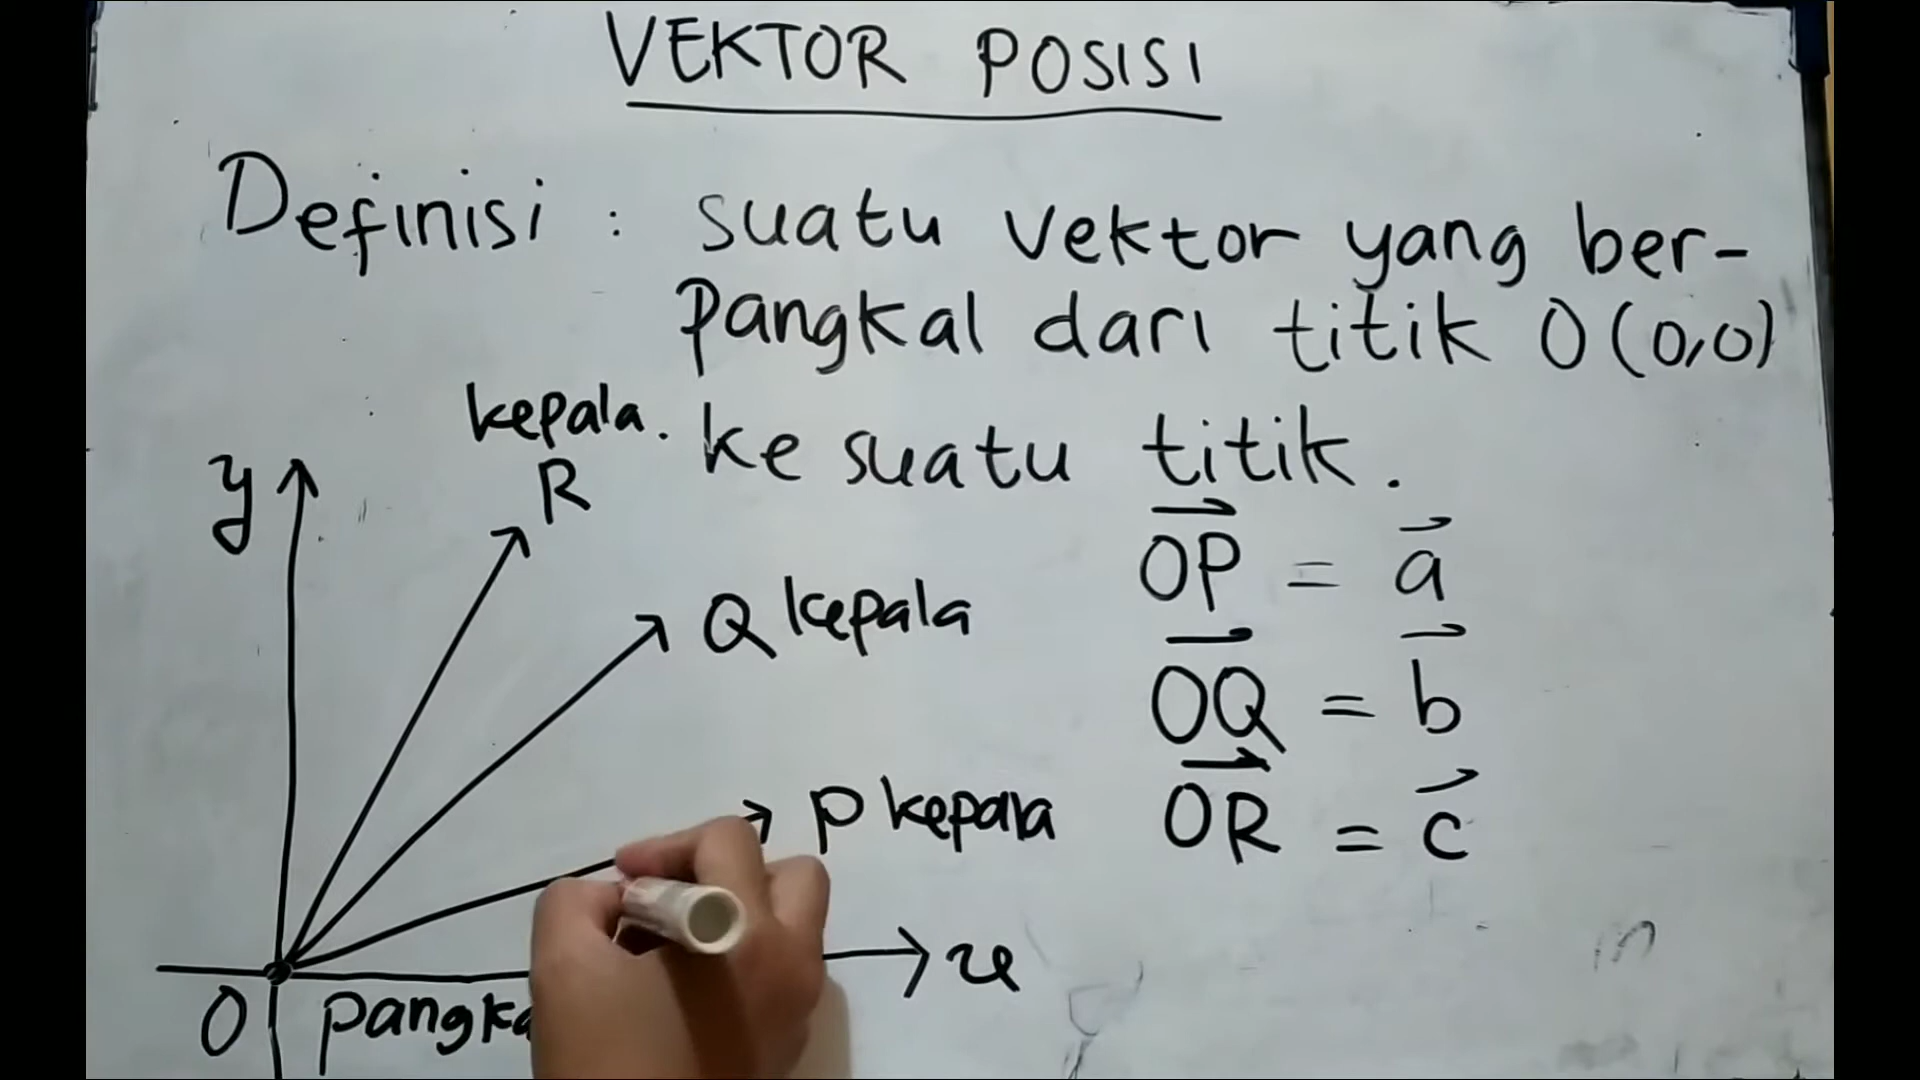 VEKTOR POSISI
Definisi : suatu vektor yang ber-
pangkal dari titik O (0,0)
ke suatu titik.
kepala.
R
y
Q kepala
P kepala
x
O pangka
OP = a
OQ = b
OR = c